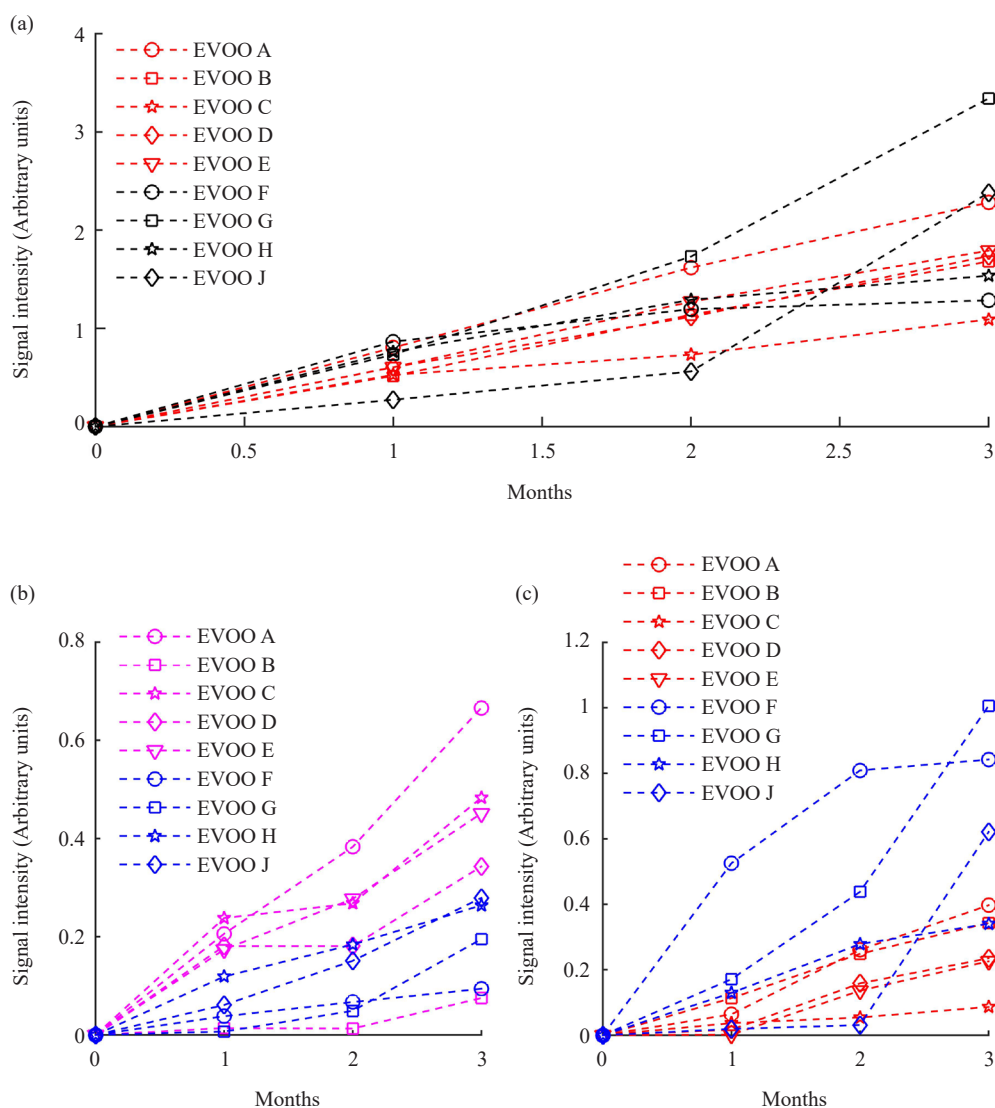 (a)
Signal intensity (Arbitrary units)
4
3
2
1
0
EVOO A
EVOO B
EVOO C
EVOO D
EVOO E
EVOO F
EVOO G
EVOO H
EVOO J
0 0.5 1 1.5 2 2.5 3
Months
(b)
Signal intensity (Arbitrary units)
0.8
0.6
0.4
0.2
0
EVOO A
EVOO B
EVOO C
EVOO D
EVOO E
EVOO F
EVOO G
EVOO H
EVOO J
0 1 2 3
Months
(c)
Signal intensity (Arbitrary units)
1.2
1
0.8
0.6
0.4
0.2
0
EVOO A
EVOO B
EVOO C
EVOO D
EVOO E
EVOO F
EVOO G
EVOO H
EVOO J
0 1 2 3
Months